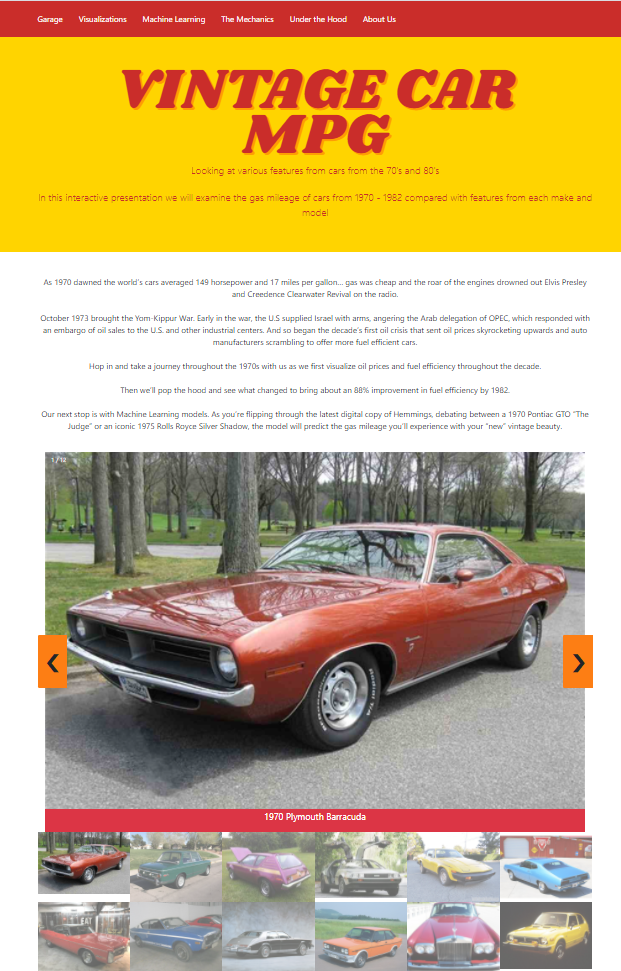 Garage Visualizations Machine Learning The Mechanics Under the Hood About Us
VINTAGE CAR
MPG
Looking at various features from cars from the 70's and 80's
In this interactive presentation we will examine the gas mileage of cars from 1970 - 1982 compared with features from each make and
model
As 1970 dawned the world's cars averaged 149 horsepower and 17 miles per gallon... gas was cheap and the roar of the engines drowned out Elvis Presley
and Creedence Clearwater Revival on the radio.
October 1973 brought the Yom-Kippur War. Early in the war, the U.S supplied Israel with arms, angering the Arab delegation of OPEC, which responded with
an embargo of oil sales to the U.S. and other industrial centers. And so began the decade's first oil crisis that sent oil prices skyrocketing upwards and auto
manufacturers scrambling to offer more fuel efficient cars.
Hop in and take a journey throughout the 1970s with us as we first visualize oil prices and fuel efficiency throughout the decade.
Then we'll pop the hood and see what changed to bring about an 88% improvement in fuel efficiency by 1982.
Our next stop is with Machine Learning models. As you're flipping through the latest digital copy of Hemmings, debating between a 1970 Pontiac GTO "The
Judge" or an iconic 1975 Rolls Royce Silver Shadow, the model will predict the gas mileage you'll experience with your "new" vintage beauty.
1 / 12
❮ ❯
1970 Plymouth Barracuda
EAT